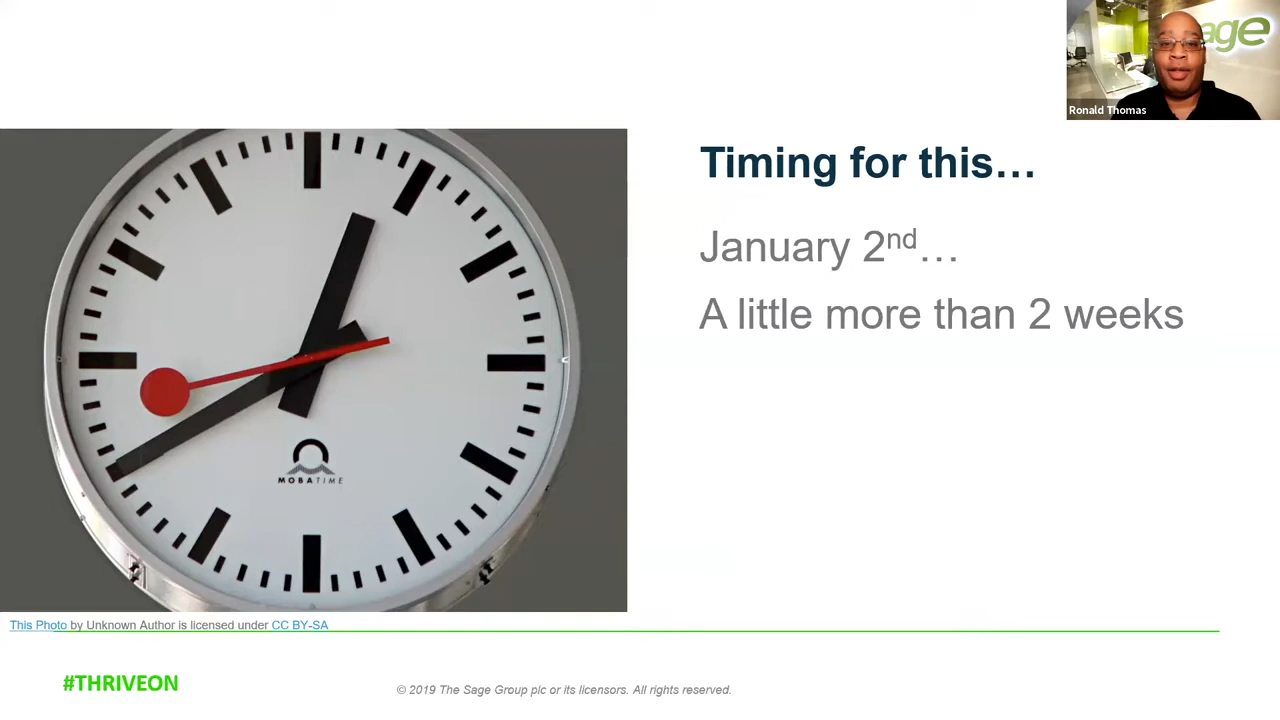 age
Ronald Thomas
Timing for this…
January 2nd…
A little more than 2 weeks
MOBATIME
This Photo by Unknown Author is licensed under CC BY-SA
#THRIVEON
© 2019 The Sage Group plc or its licensors. All rights reserved.